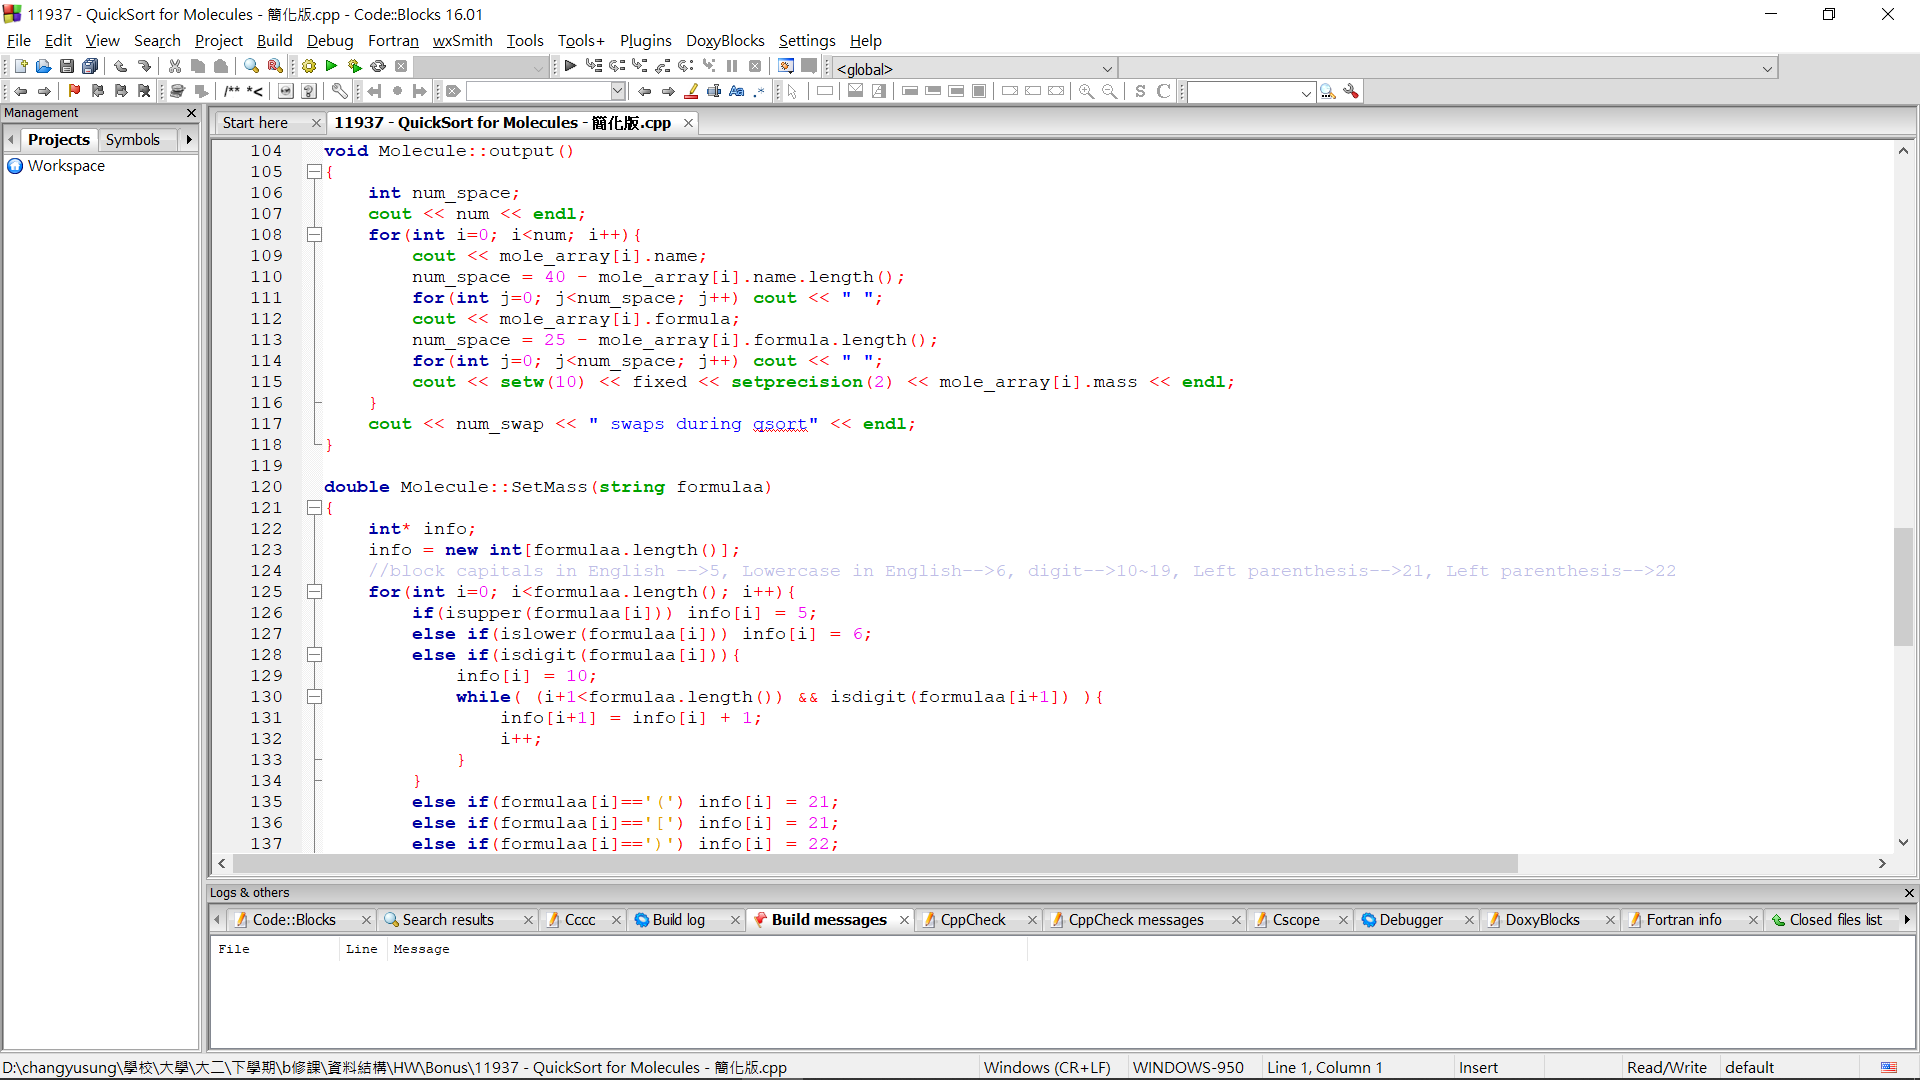 11937 - QuickSort for Molecules - 簡化版.cpp - Code::Blocks 16.01
File Edit View Search Project Build Debug Fortran wxSmith Tools Tools+ Plugins DoxyBlocks Settings Help
<global>
/** *<
Aa .*
S C
Management
Projects Symbols
Workspace
Start here 11937 - QuickSort for Molecules - 簡化版.cpp
104 void Molecule::output()
105 {
106 int num_space;
107 cout << num << endl;
108 for(int i=0; i<num; i++){
109 cout << mole_array[i].name;
110 num_space = 40 - mole_array[i].name.length();
111 for(int j=0; j<num_space; j++) cout << " ";
112 cout << mole_array[i].formula;
113 num_space = 25 - mole_array[i].formula.length();
114 for(int j=0; j<num_space; j++) cout << " ";
115 cout << setw(10) << fixed << setprecision(2) << mole_array[i].mass << endl;
116 }
117 cout << num_swap << " swaps during qsort" << endl;
118 }
119
120 double Molecule::SetMass(string formulaa)
121 {
122 int* info;
123 info = new int[formulaa.length()];
124 //block capitals in English -->5, Lowercase in English-->6, digit-->10~19, Left parenthesis-->21, Left parenthesis-->22
125 for(int i=0; i<formulaa.length(); i++){
126 if(isupper(formulaa[i])) info[i] = 5;
127 else if(islower(formulaa[i])) info[i] = 6;
128 else if(isdigit(formulaa[i])){
129 info[i] = 10;
130 while( (i+1<formulaa.length()) && isdigit(formulaa[i+1]) ){
131 info[i+1] = info[i] + 1;
132 i++;
133 }
134 }
135 else if(formulaa[i]=='(') info[i] = 21;
136 else if(formulaa[i]=='[') info[i] = 21;
137 else if(formulaa[i]==')') info[i] = 22;
Logs & others
Code::Blocks Search results Cccc Build log Build messages CppCheck CppCheck messages Cscope Debugger DoxyBlocks Fortran info Closed files list
File Line Message
D:\changyusung\學校\大學\大二\下學期\b修課\資料結構\HW\Bonus\11937 - QuickSort for Molecules - 簡化版.cpp Windows (CR+LF) WINDOWS-950 Line 1, Column 1 Insert Read/Write default